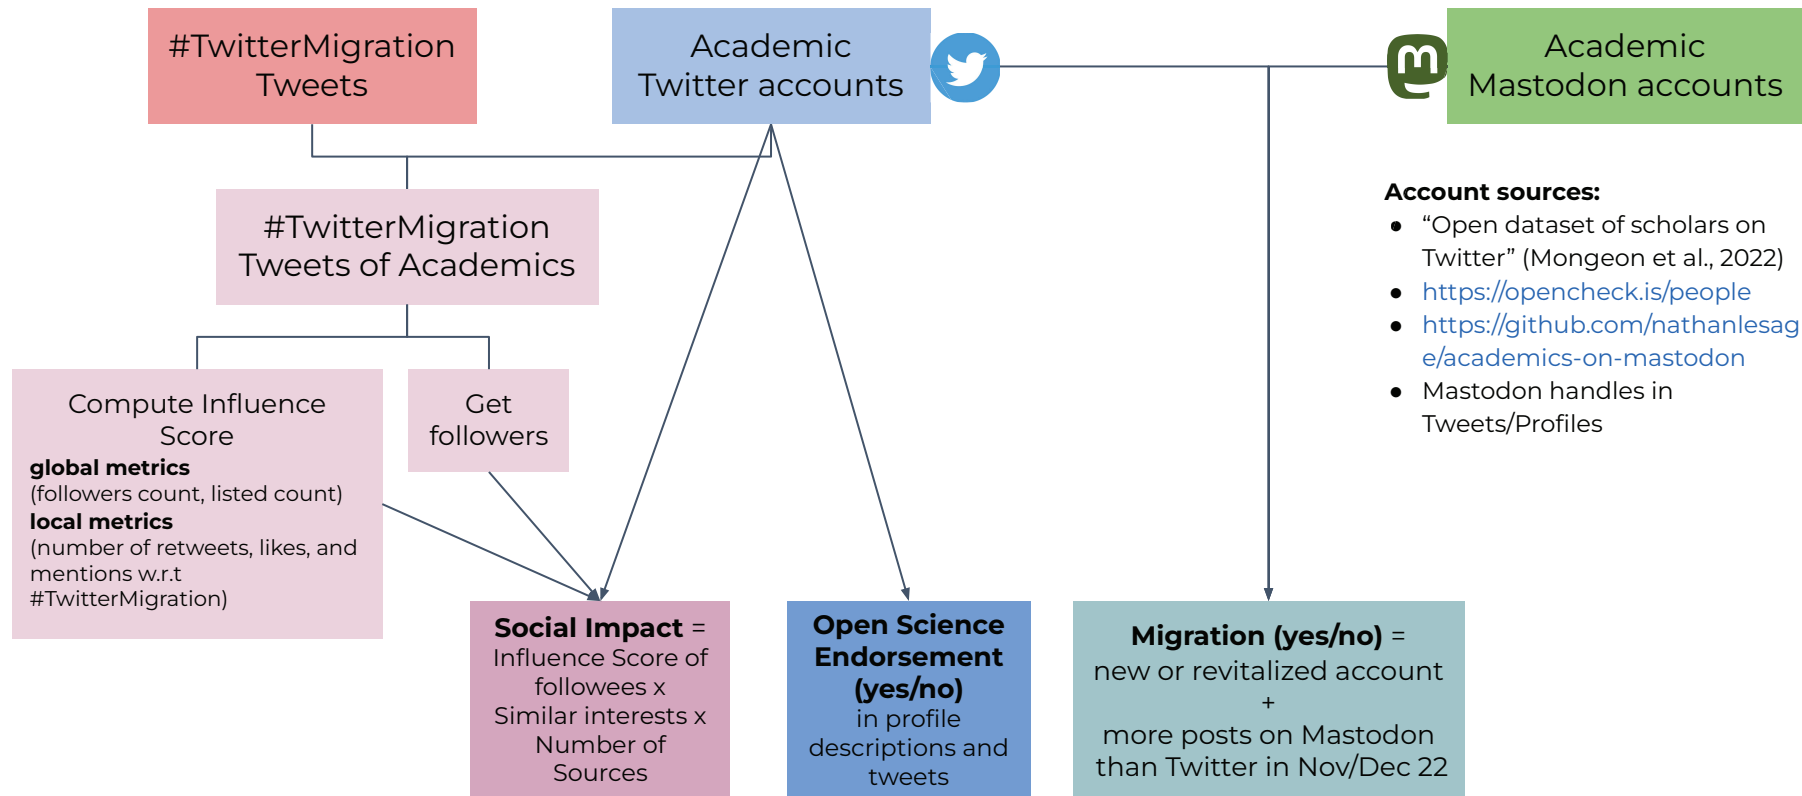 #TwitterMigration
Tweets
Academic
Twitter accounts
Academic
Mastodon accounts
#TwitterMigration
Tweets of Academics
Account sources:
● “Open dataset of scholars on
Twitter” (Mongeon et al., 2022)
● https://opencheck.is/people
● https://github.com/nathanlesag
e/academics-on-mastodon
● Mastodon handles in
Tweets/Profiles
Compute Influence
Score
global metrics
(followers count, listed count)
local metrics
(number of retweets, likes, and
mentions w.r.t
#TwitterMigration)
Get
followers
Social Impact =
Influence Score of
followees x
Similar interests x
Number of
Sources
Open Science
Endorsement
(yes/no)
in profile
descriptions and
tweets
Migration (yes/no) =
new or revitalized account
+
more posts on Mastodon
than Twitter in Nov/Dec 22